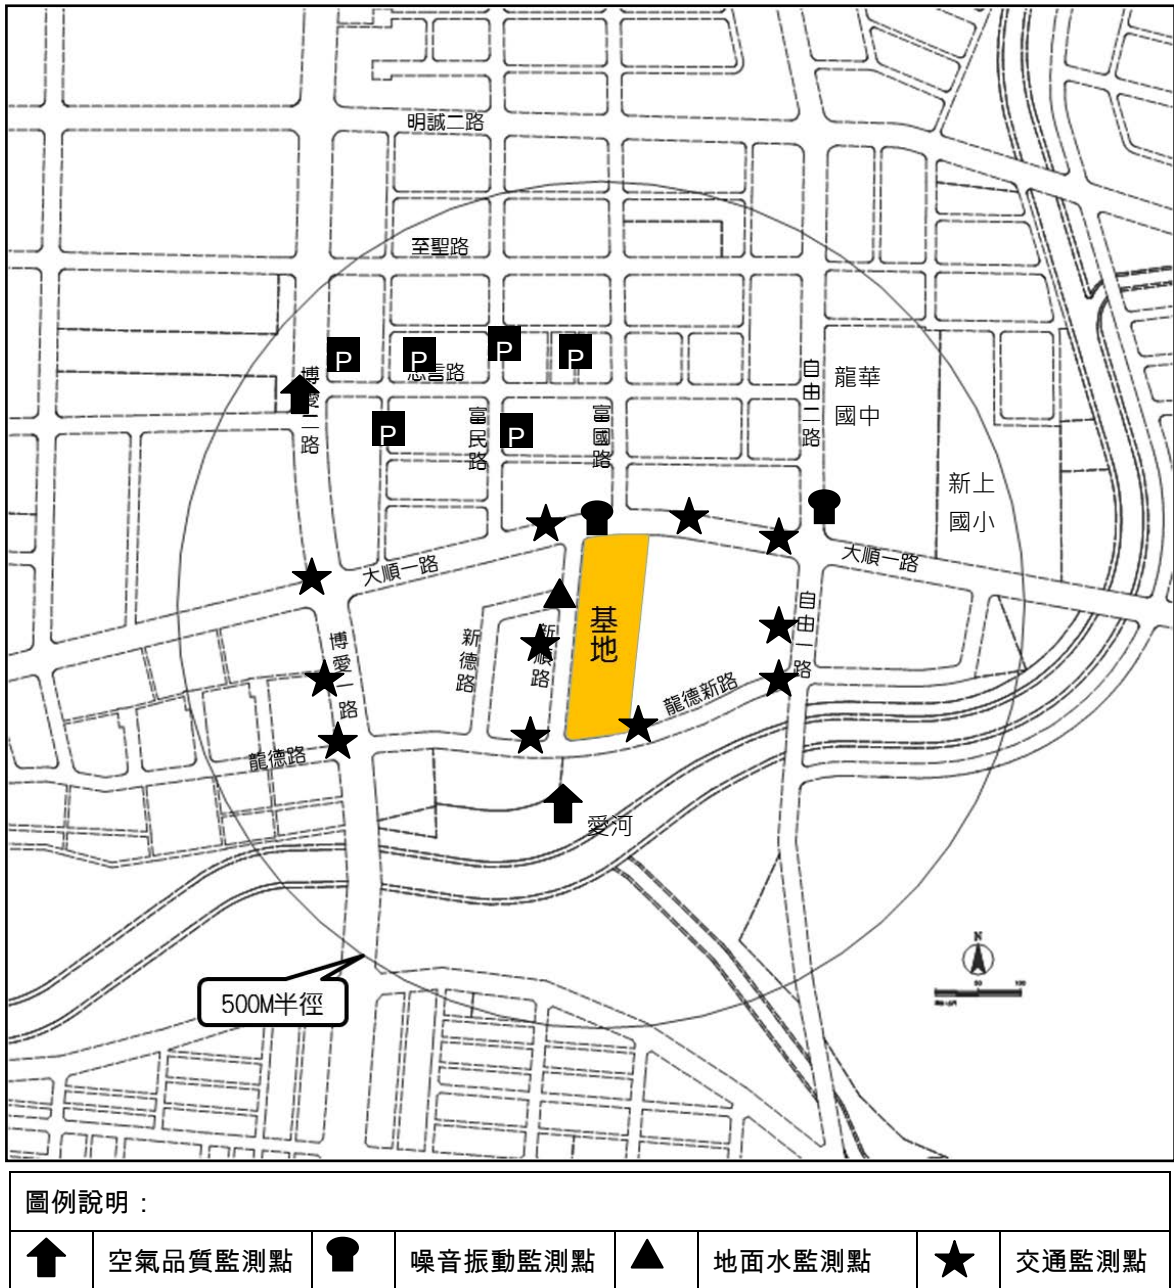 明誠二路
至聖路
P
P
P
P
博愛二路
自由二路
龍華
國中
P
P
富民路
富國路
新上
國小
大順一路
大順一路
基地
自由一路
博愛一路
新德路
新順路
龍德新路
龍德路
愛河
N
500M半徑
50
100
圖例說明：
空氣品質監測點
噪音振動監測點
地面水監測點
交通監測點